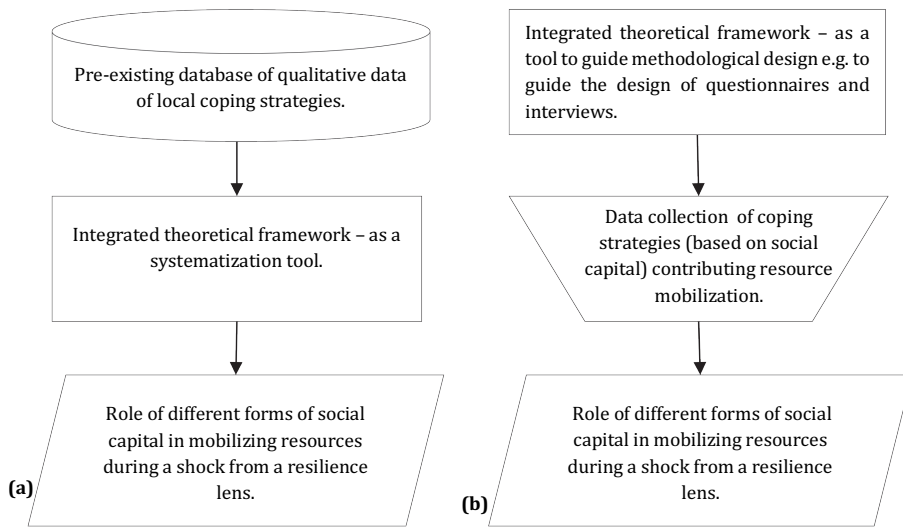 Pre-existing database of qualitative data
of local coping strategies.
Integrated theoretical framework – as a
systematization tool.
Role of different forms of social
capital in mobilizing resources
during a shock from a resilience
lens.
(a)
Integrated theoretical framework – as a
tool to guide methodological design e.g. to
guide the design of questionnaires and
interviews.
Data collection of coping
strategies (based on social
capital) contributing resource
mobilization.
Role of different forms of social
capital in mobilizing resources
during a shock from a resilience
lens.
(b)